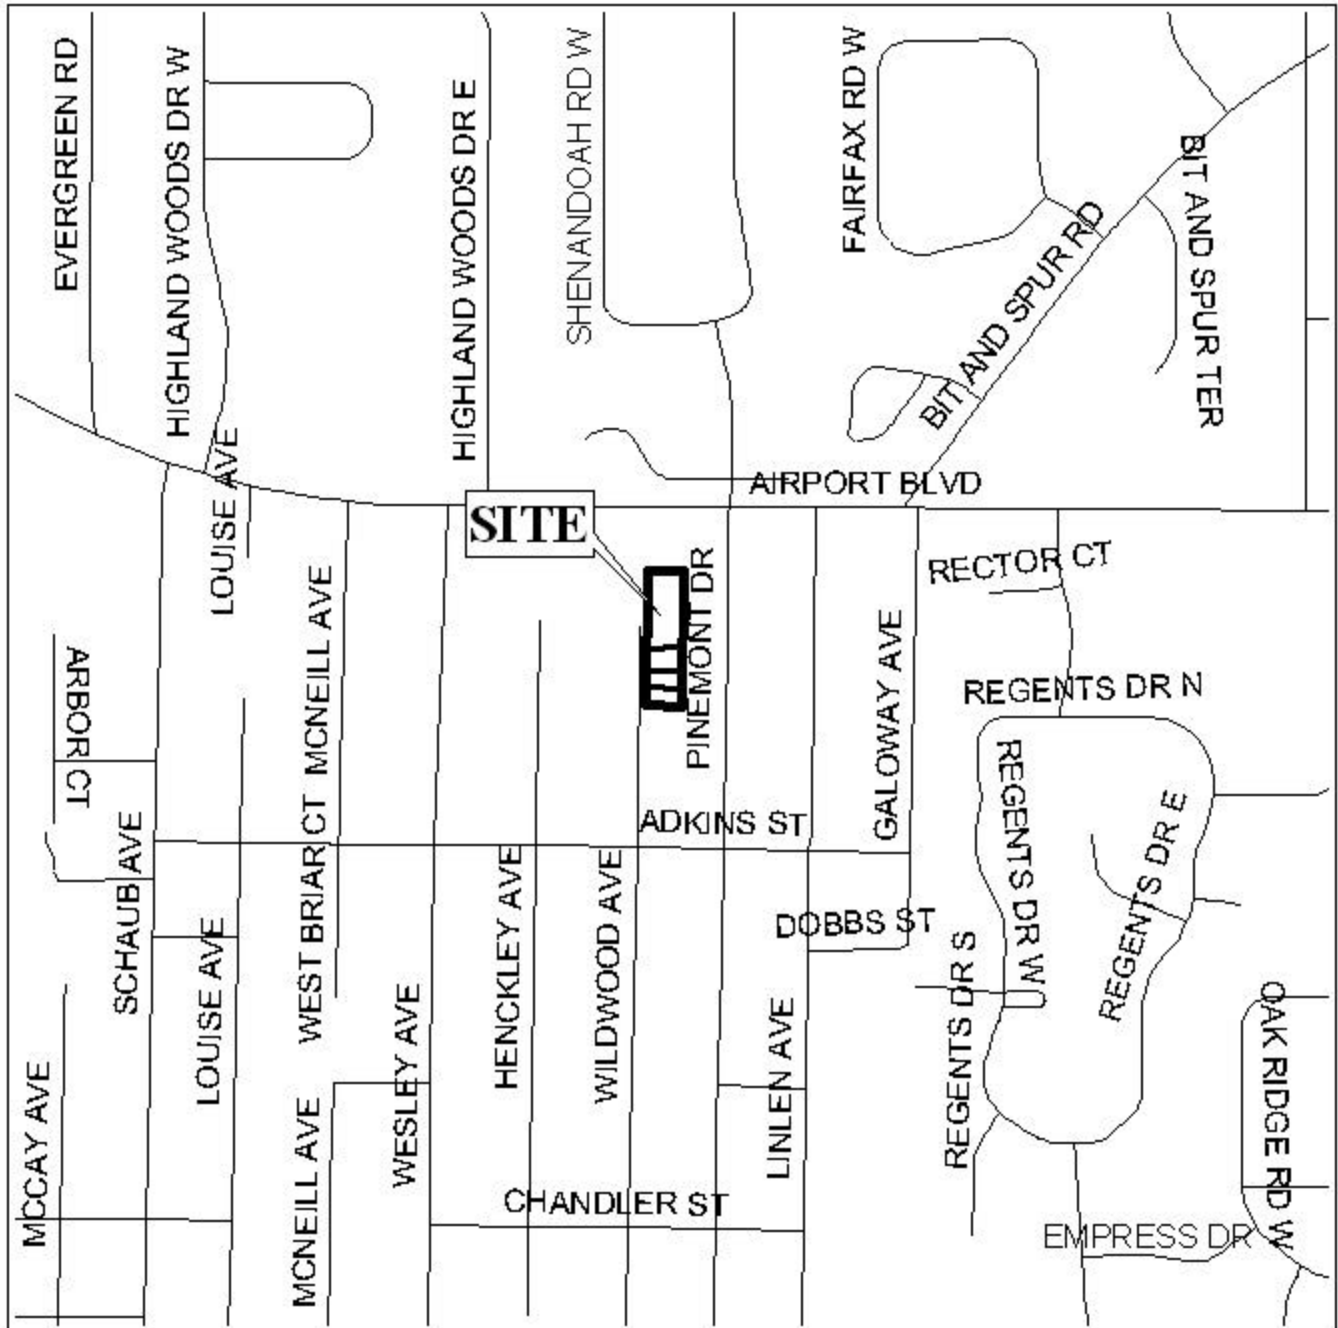 EVERGREEN RD
HIGHLAND WOODS DR W
HIGHLAND WOODS DR E
SHENANDOAH RD W
FAIRFAX RD W
BIT AND SPUR RD
BIT AND SPUR TER
LOUISE AVE
AIRPORT BLVD
SITE
RECTOR CT
PINEMONT DR
MCNEILL AVE
GALOWAY AVE
ARBOR CT
REGENTS DR N
REGENTS DR W
REGENTS DR E
SCHAUB AVE
WEST BRIAR CT
ADKINS ST
HENCKLEY AVE
WILDWOOD AVE
DOBBS ST
LOUISE AVE
REGENTS DR S
WESLEY AVE
LINLEN AVE
OAK RIDGE RD W
MCCAY AVE
MCNEILL AVE
CHANDLER ST
EMPRESS DR